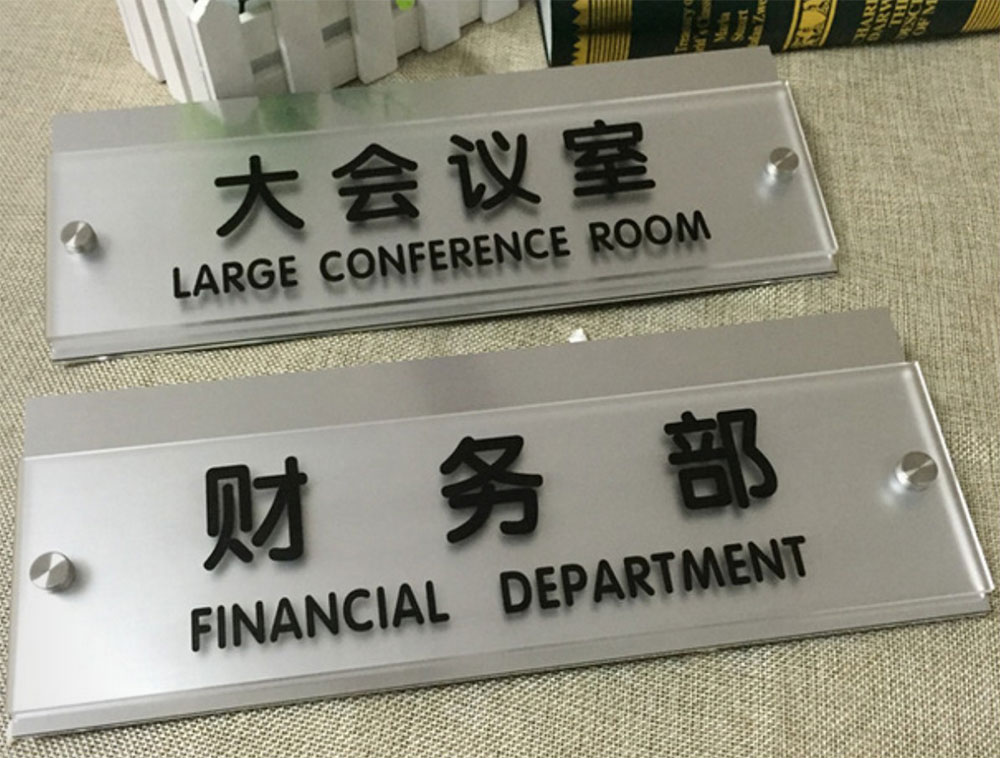 大会议室
LARGE CONFERENCE ROOM
财务部
FINANCIAL DEPARTMENT